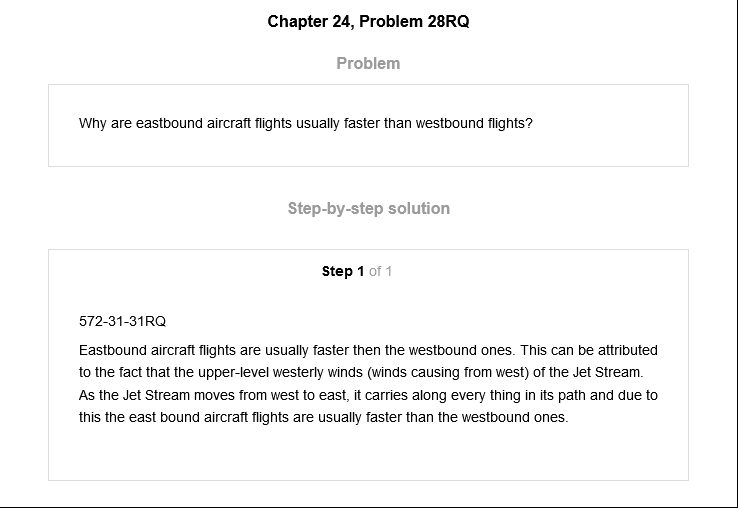 Chapter 24, Problem 28RQ
Problem
Why are eastbound aircraft flights usually faster than westbound flights?
Step-by-step solution
Step 1 of 1
572-31-31RQ
Eastbound aircraft flights are usually faster then the westbound ones. This can be attributed
to the fact that the upper-level westerly winds (winds causing from west) of the Jet Stream.
As the Jet Stream moves from west to east, it carries along every thing in its path and due to
this the east bound aircraft flights are usually faster than the westbound ones.